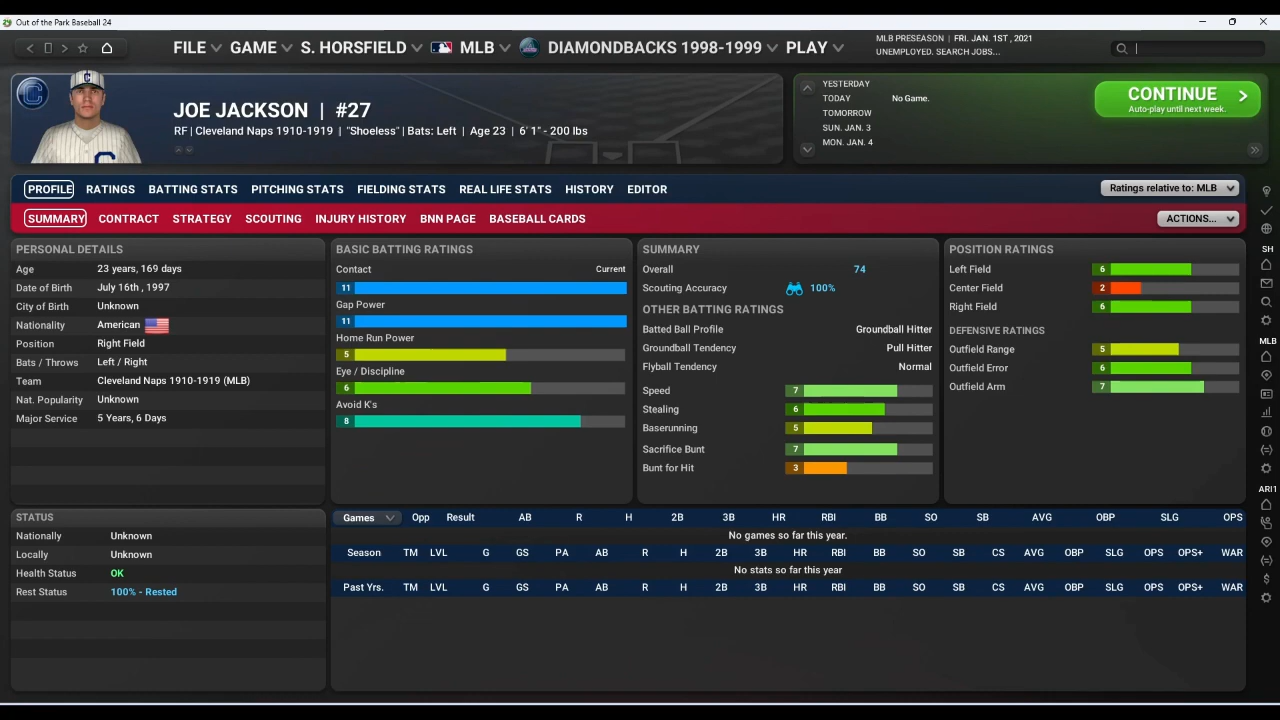 Out of the Park Baseball 24
FILE GAME S. HORSFIELD MLB DIAMONDBACKS 1998-1999 PLAY
MLB PRESEASON | FRI. JAN. 1ST, 2021
UNEMPLOYED. SEARCH JOBS...
JOE JACKSON | #27
RF | Cleveland Naps 1910-1919 | "Shoeless" | Bats: Left | Age 23 | 6' 1" - 200 lbs
YESTERDAY
TODAY No Game.
TOMORROW
SUN. JAN. 3
MON. JAN. 4
CONTINUE
Auto-play until next week.
PROFILE RATINGS BATTING STATS PITCHING STATS FIELDING STATS REAL LIFE STATS HISTORY EDITOR
Ratings relative to: MLB
SUMMARY CONTRACT STRATEGY SCOUTING INJURY HISTORY BNN PAGE BASEBALL CARDS
ACTIONS...
PERSONAL DETAILS
Age 23 years, 169 days
Date of Birth July 16th , 1997
City of Birth Unknown
Nationality American
Position Right Field
Bats / Throws Left / Right
Team Cleveland Naps 1910-1919 (MLB)
Nat. Popularity Unknown
Major Service 5 Years, 6 Days
BASIC BATTING RATINGS
Contact Current
11
Gap Power
11
Home Run Power
5
Eye / Discipline
6
Avoid K's
8
SUMMARY
Overall 74
Scouting Accuracy 100%
OTHER BATTING RATINGS
Batted Ball Profile Groundball Hitter
Groundball Tendency Pull Hitter
Flyball Tendency Normal
Speed 7
Stealing 6
Baserunning 5
Sacrifice Bunt 7
Bunt for Hit 3
POSITION RATINGS
Left Field 6
Center Field 2
Right Field 6
DEFENSIVE RATINGS
Outfield Range 5
Outfield Error 6
Outfield Arm 7
STATUS
Nationally Unknown
Locally Unknown
Health Status OK
Rest Status 100% - Rested
Games Opp Result AB R H 2B 3B HR RBI BB SO SB AVG OBP SLG OPS
No games so far this year.
Season TM LVL G GS PA AB R H 2B 3B HR RBI BB SO SB CS AVG OBP SLG OPS OPS+ WAR
No stats so far this year
Past Yrs. TM LVL G GS PA AB R H 2B 3B HR RBI BB SO SB CS AVG OBP SLG OPS OPS+ WAR
SH
MLB
ARI1